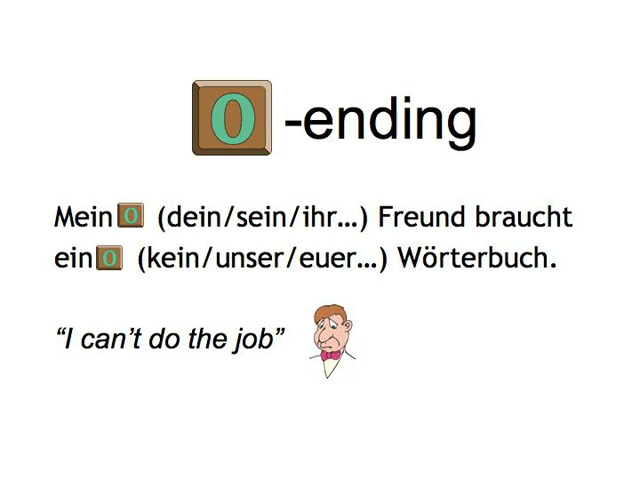 0 -ending
Mein0 (dein/sein/ihr…) Freund braucht
ein0 (kein/unser/euer…) Wörterbuch.
“I can’t do the job”